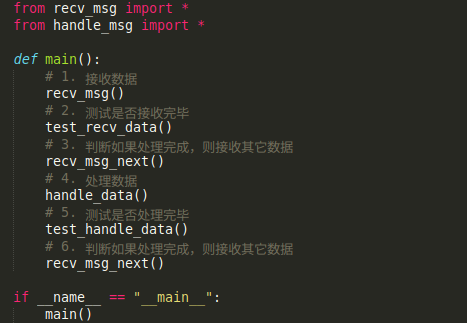 from recv_msg import *
from handle_msg import *
def main():
# 1. 接收数据
recv_msg()
# 2. 测试是否接收完毕
test_recv_data()
# 3. 判断如果处理完成，则接收其它数据
recv_msg_next()
# 4. 处理数据
handle_data()
# 5. 测试是否处理完毕
test_handle_data()
# 6. 判断如果处理完成，则接收其它数据
recv_msg_next()
if __name__ == "__main__":
main()